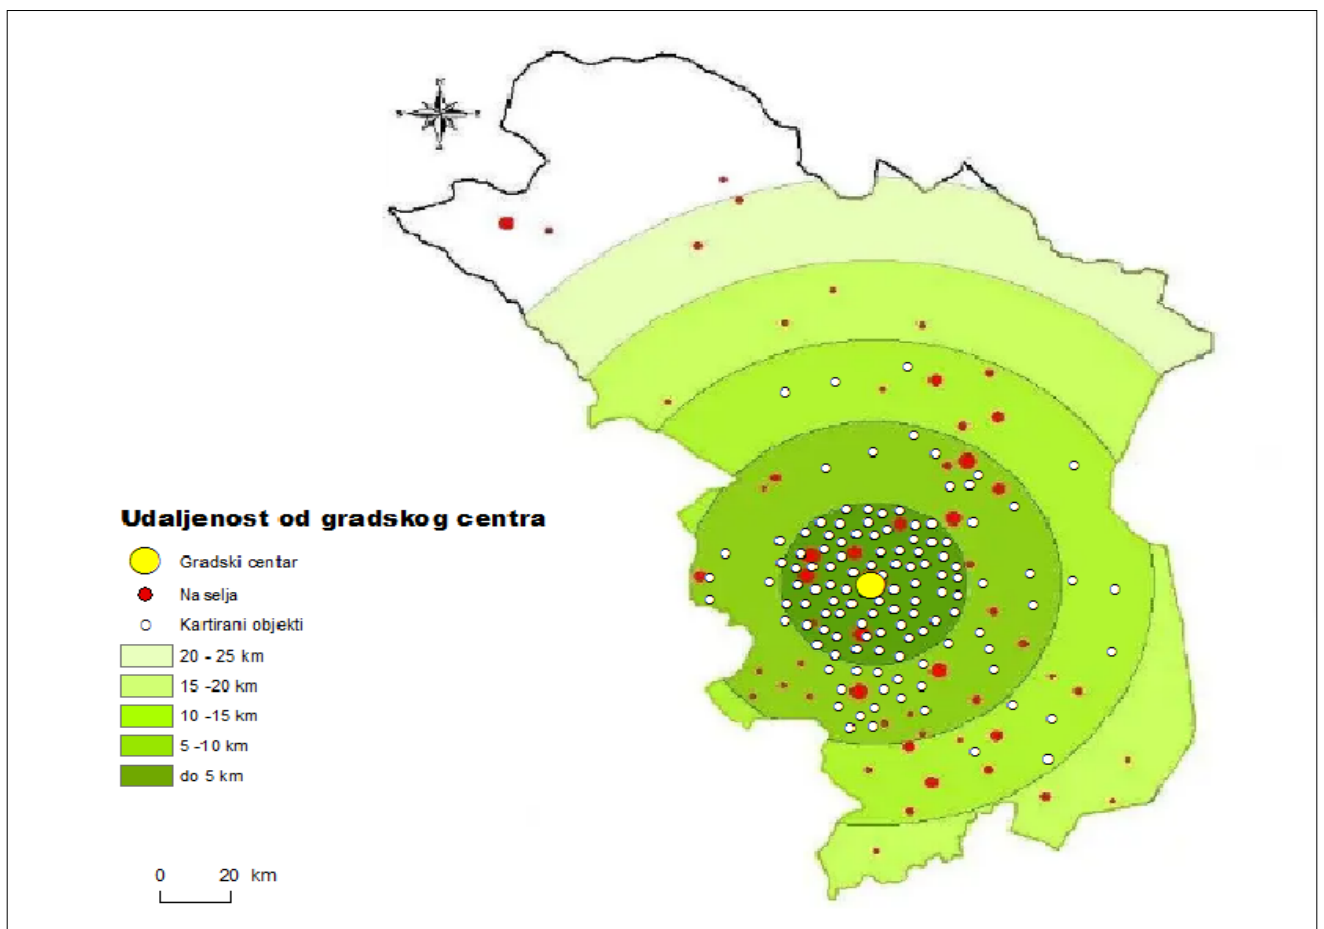 Udaljenost od gradskog centra
Gradski centar
Naselja
Kartirani objekti
20 - 25 km
15 -20 km
10 -15 km
5 -10 km
do 5 km
0 20 km